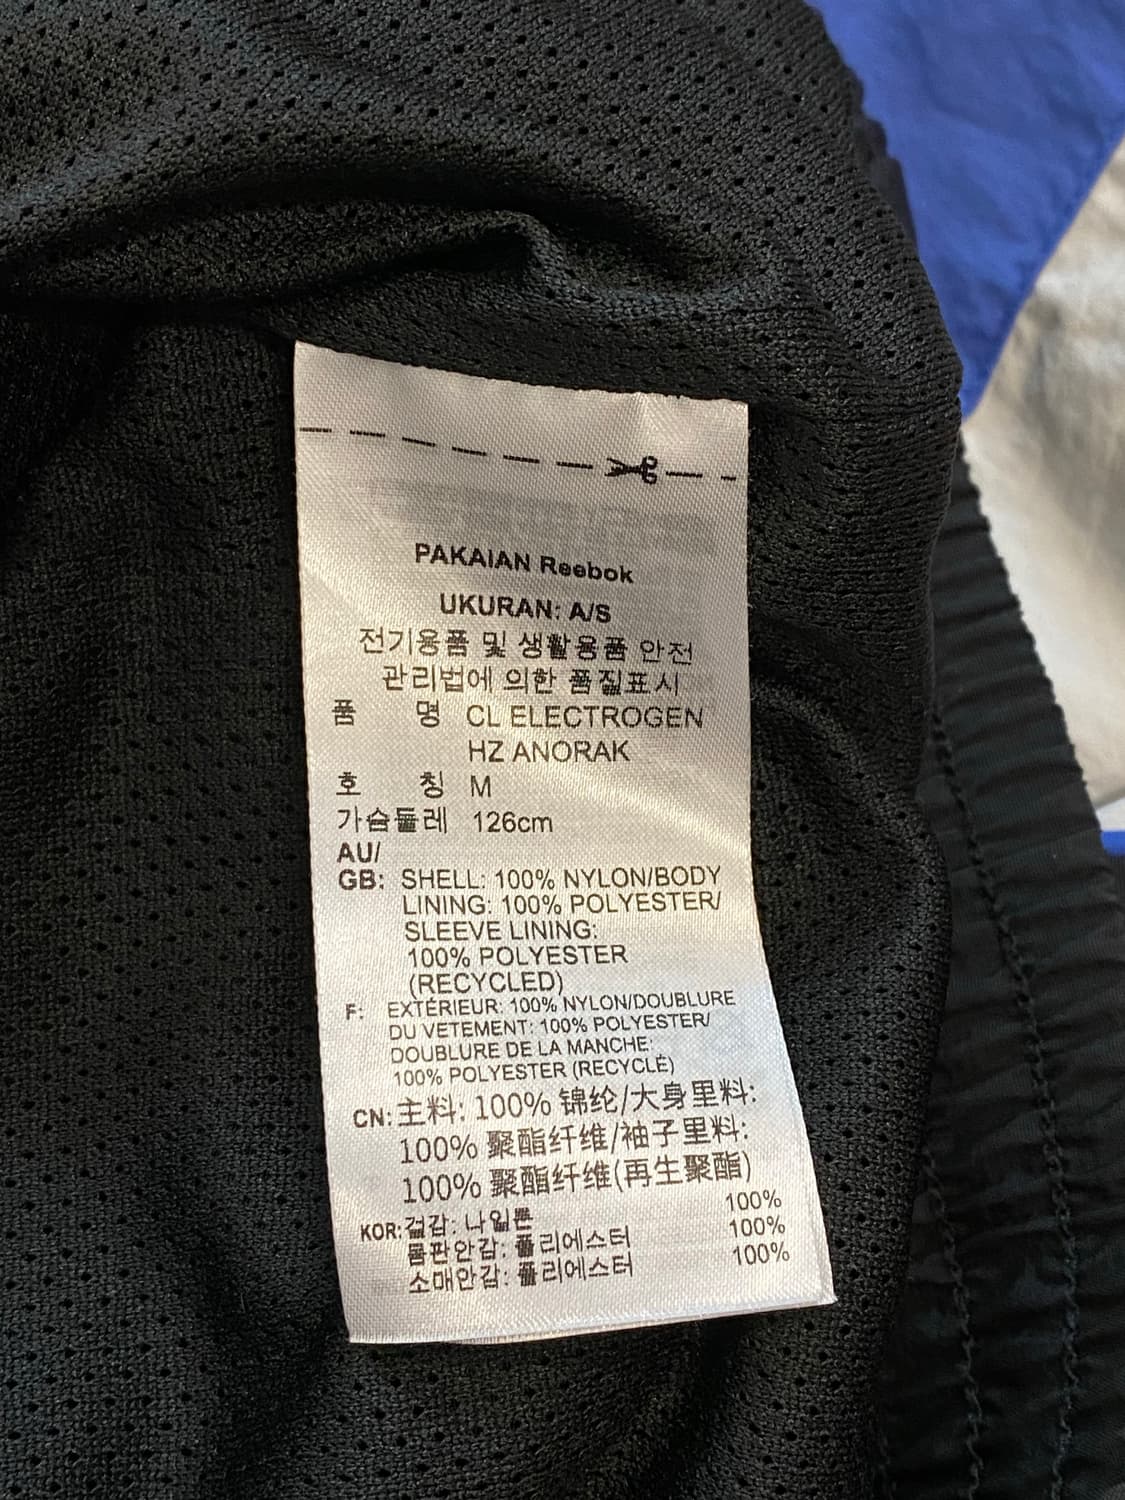 PAKAIAN Reebok
UKURAN: A/S
전기용품 및 생활용품 안전
관리법에 의한 품질표시
품 명 CL ELECTROGEN
HZ ANORAK
호 칭 M
가슴둘레 126cm
AU/
GB: SHELL: 100% NYLON/BODY
LINING: 100% POLYESTER/
SLEEVE LINING:
100% POLYESTER
(RECYCLED)
F: EXTÉRIEUR: 100% NYLON/DOUBLURE
DU VETEMENT: 100% POLYESTER/
DOUBLURE DE LA MANCHE:
100% POLYESTER (RECYCLÉ)
CN: 主料: 100% 锦纶/大身里料:
100% 聚酯纤维/袖子里料:
100% 聚酯纤维(再生聚酯)
KOR: 겉감: 나일론 100%
몸판안감: 폴리에스터 100%
소매안감: 폴리에스터 100%